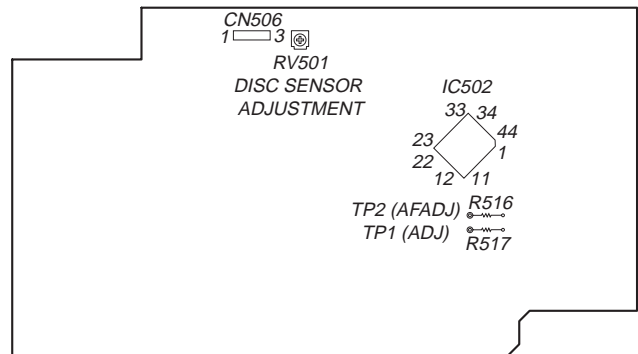 CN506
1 3
RV501
DISC SENSOR
ADJUSTMENT
IC502
33 34
23 44
22 1
12 11
TP2 (AFADJ) R516
TP1 (ADJ)
R517